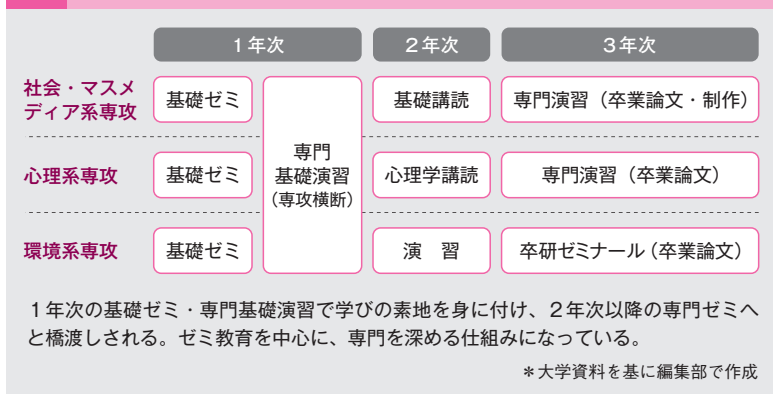 1年次 2年次 3年次
社会・マスメ
ディア系専攻
基礎ゼミ
基礎講読
専門演習（卒業論文・制作）
専門
基礎演習
（専攻横断）
心理系専攻
基礎ゼミ
心理学講読
専門演習（卒業論文）
環境系専攻
基礎ゼミ
演　習
卒研ゼミナール（卒業論文）
1年次の基礎ゼミ・専門基礎演習で学びの素地を身に付け、2年次以降の専門ゼミへ
と橋渡しされる。ゼミ教育を中心に、専門を深める仕組みになっている。
＊大学資料を基に編集部で作成